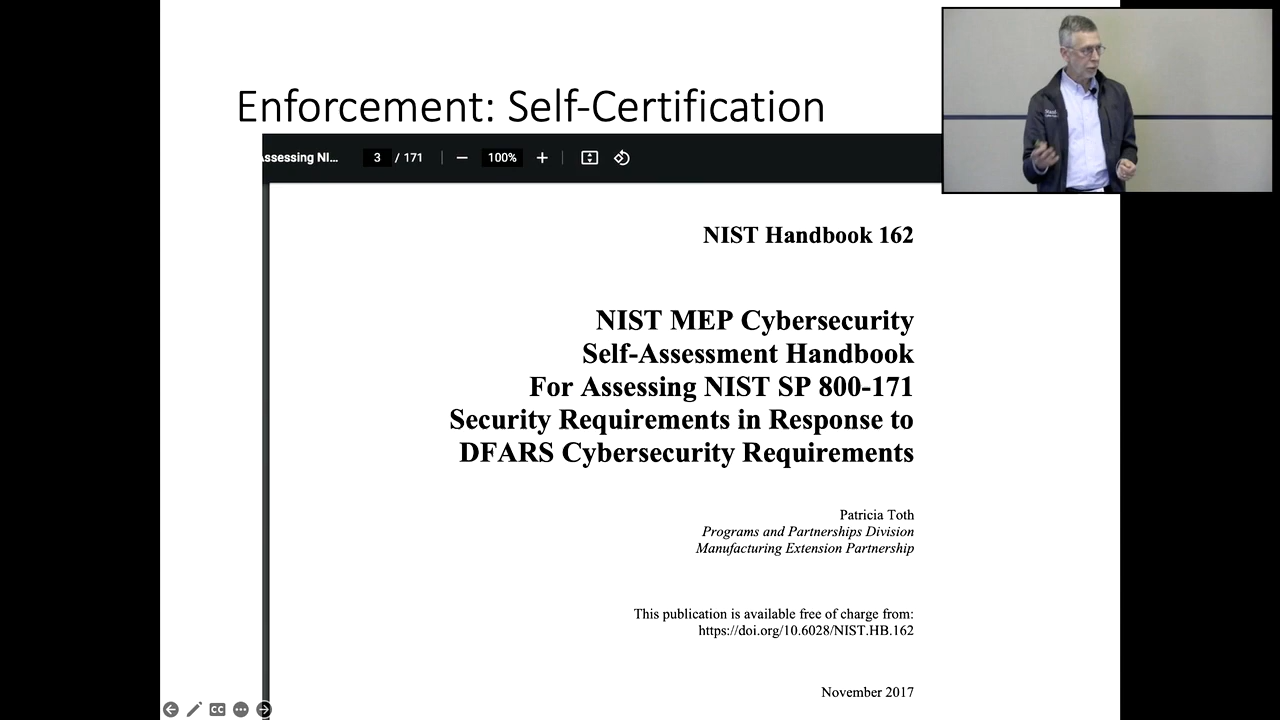 Enforcement: Self-Certification
Assessing NI...
3 / 171
100%
NIST Handbook 162
NIST MEP Cybersecurity
Self-Assessment Handbook
For Assessing NIST SP 800-171
Security Requirements in Response to
DFARS Cybersecurity Requirements
Patricia Toth
Programs and Partnerships Division
Manufacturing Extension Partnership
This publication is available free of charge from:
https://doi.org/10.6028/NIST.HB.162
November 2017
CC